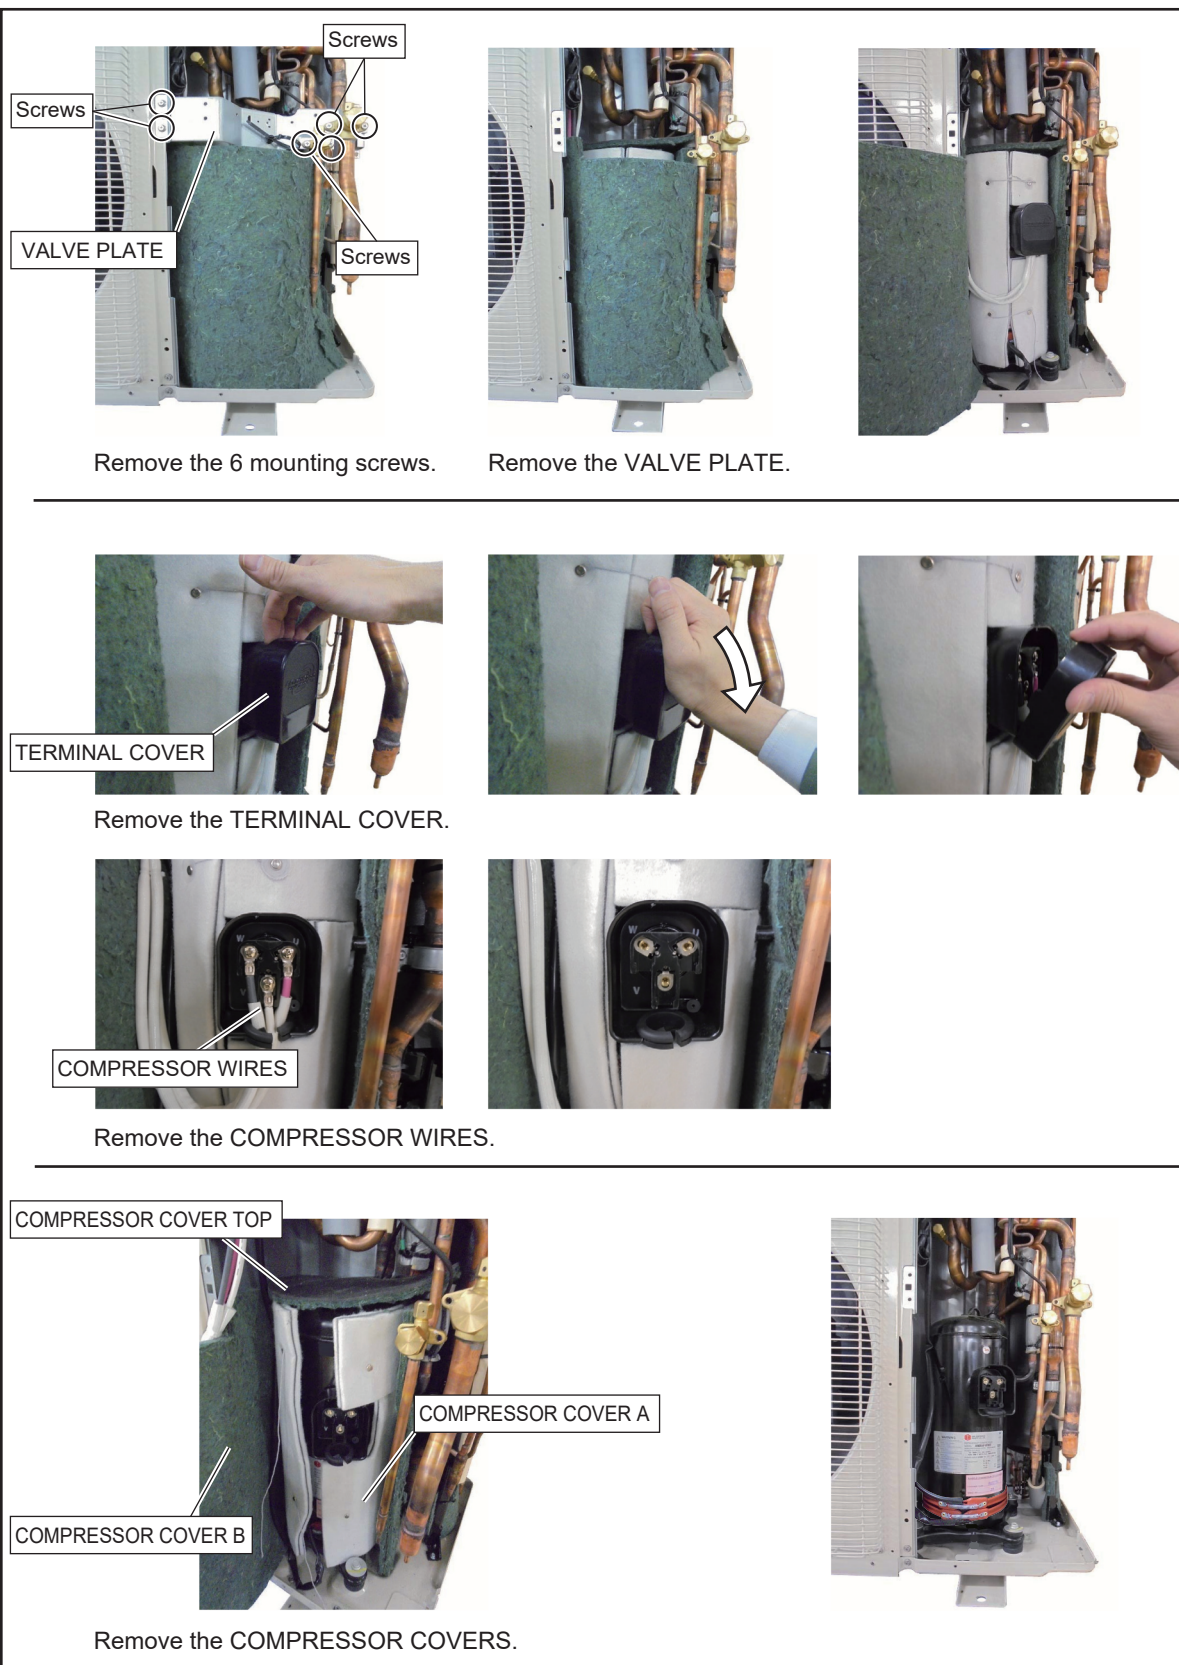 Screws
Screws
VALVE PLATE
Screws
Remove the 6 mounting screws.
Remove the VALVE PLATE.
TERMINAL COVER
Remove the TERMINAL COVER.
W
U
V
COMPRESSOR WIRES
W
U
V
Remove the COMPRESSOR WIRES.
COMPRESSOR COVER TOP
COMPRESSOR COVER A
COMPRESSOR COVER B
Remove the COMPRESSOR COVERS.